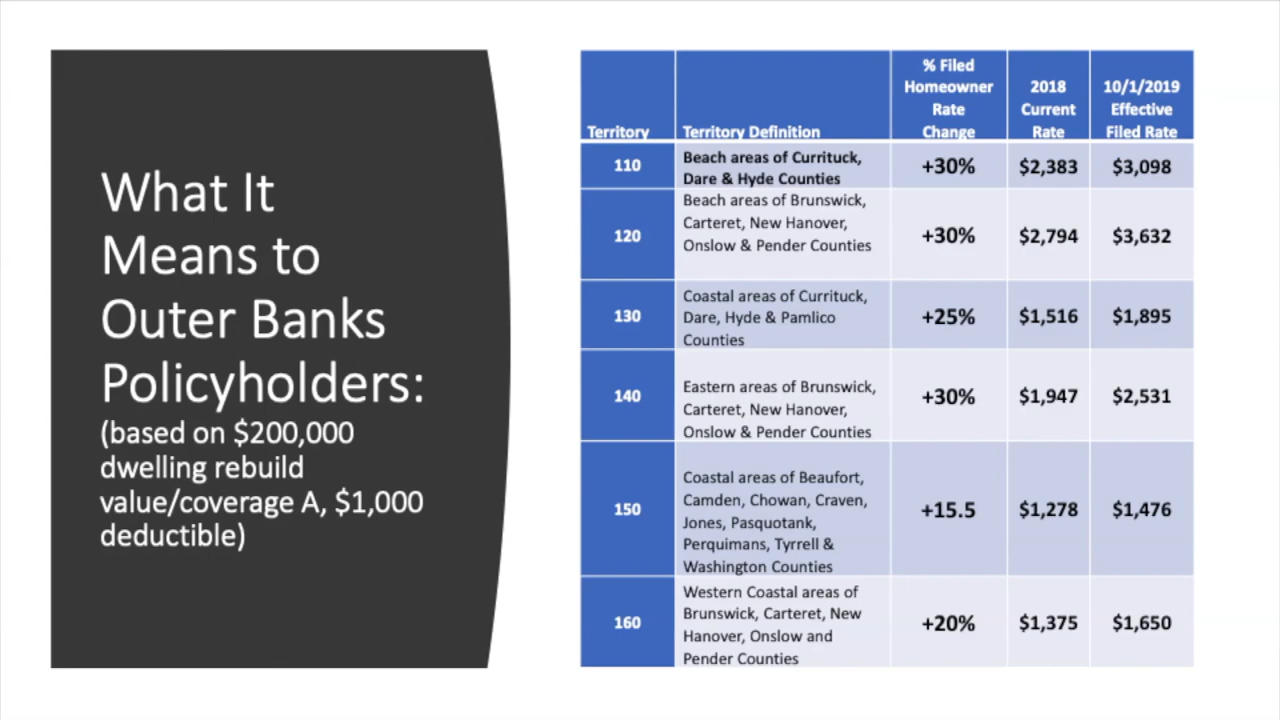 What It
Means to
Outer Banks
Policyholders:
(based on $200,000
dwelling rebuild
value/coverage A, $1,000
deductible)
Territory
Territory Definition
% Filed
Homeowner
Rate
Change
2018
Current
Rate
10/1/2019
Effective
Filed Rate
110
Beach areas of Currituck,
Dare & Hyde Counties
+30%
$2,383
$3,098
120
Beach areas of Brunswick,
Carteret, New Hanover,
Onslow & Pender Counties
+30%
$2,794
$3,632
130
Coastal areas of Currituck,
Dare, Hyde & Pamlico
Counties
+25%
$1,516
$1,895
140
Eastern areas of Brunswick,
Carteret, New Hanover,
Onslow & Pender Counties
+30%
$1,947
$2,531
150
Coastal areas of Beaufort,
Camden, Chowan, Craven,
Jones, Pasquotank,
Perquimans, Tyrrell &
Washington Counties
+15.5
$1,278
$1,476
160
Western Coastal areas of
Brunswick, Carteret, New
Hanover, Onslow and
Pender Counties
+20%
$1,375
$1,650